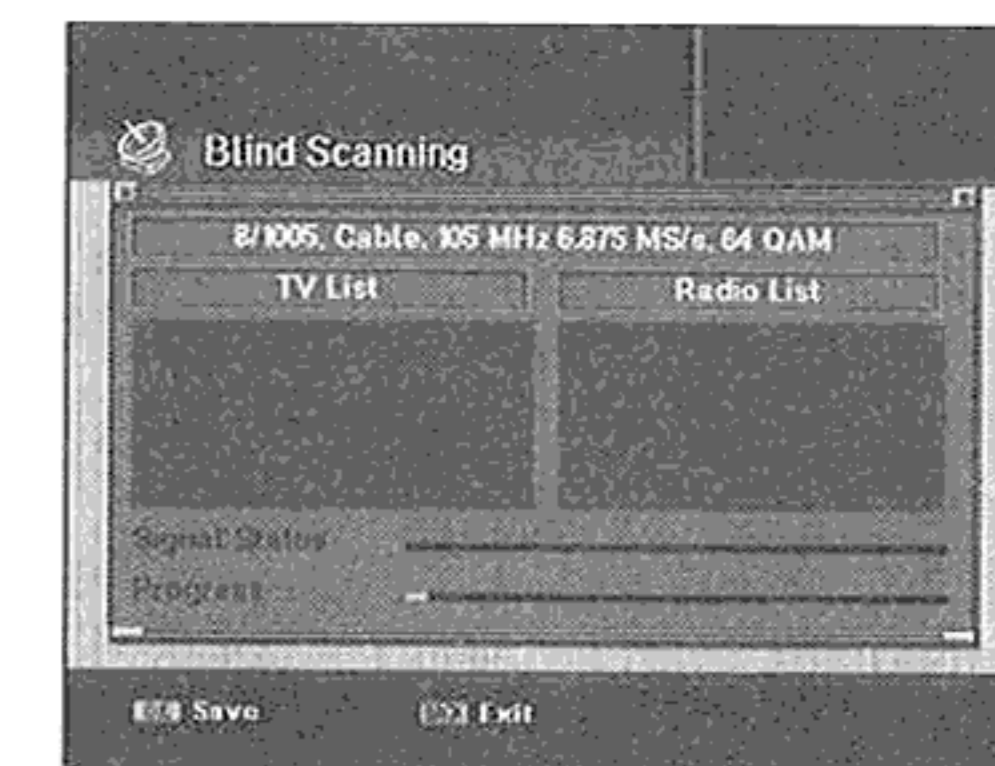 Blind Scanning
8/1005, Cable, 105 MHz 6.875 MS/s, 64 QAM
TV List Radio List
Signal Status
Progress
Save Exit